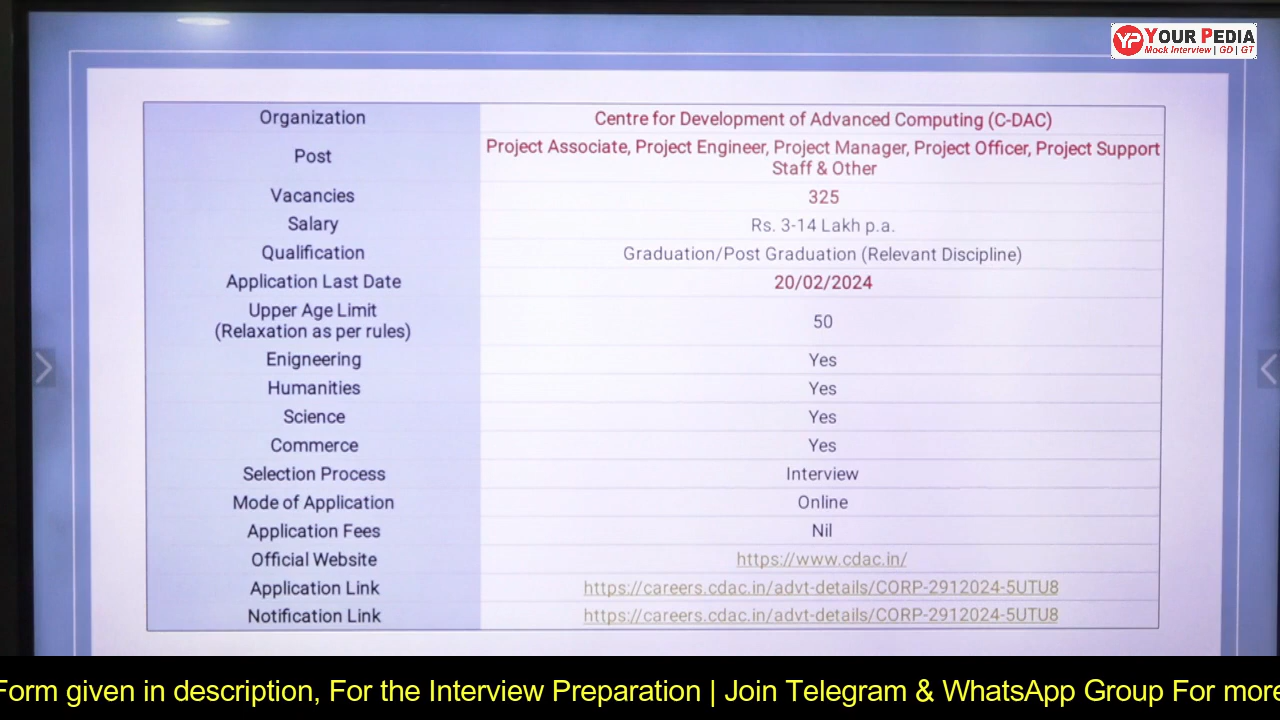 YP YOUR PEDIA
Mock Interview | GD | GT
Organization Centre for Development of Advanced Computing (C-DAC)
Post Project Associate, Project Engineer, Project Manager, Project Officer, Project Support
Staff & Other
Vacancies 325
Salary Rs. 3-14 Lakh p.a.
Qualification Graduation/Post Graduation (Relevant Discipline)
Application Last Date 20/02/2024
Upper Age Limit
(Relaxation as per rules) 50
Enigneering Yes
Humanities Yes
Science Yes
Commerce Yes
Selection Process Interview
Mode of Application Online
Application Fees Nil
Official Website https://www.cdac.in/
Application Link https://careers.cdac.in/advt-details/CORP-2912024-5UTU8
Notification Link https://careers.cdac.in/advt-details/CORP-2912024-5UTU8
Form given in description, For the Interview Preparation | Join Telegram & WhatsApp Group For more